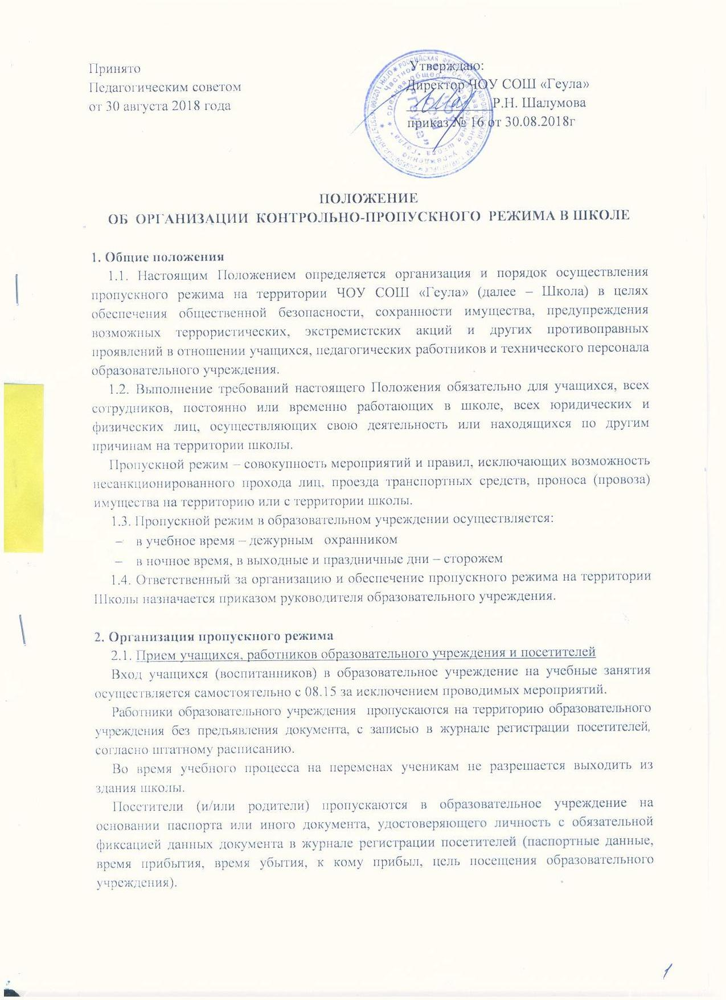 Принято
Педагогическим советом
от 30 августа 2018 года
Утверждаю:
Директор ЧОУ СОШ «Геула»
Р.Н. Шалумова
приказ № 16 от 30.08.2018г
ПОЛОЖЕНИЕ
ОБ ОРГАНИЗАЦИИ КОНТРОЛЬНО-ПРОПУСКНОГО РЕЖИМА В ШКОЛЕ
1. Общие положения
1.1. Настоящим Положением определяется организация и порядок осуществления
пропускного режима на территории ЧОУ СОШ «Геула» (далее – Школа) в целях
обеспечения общественной безопасности, сохранности имущества, предупреждения
возможных террористических, экстремистских акций и других противоправных
проявлений в отношении учащихся, педагогических работников и технического персонала
образовательного учреждения.
1.2. Выполнение требований настоящего Положения обязательно для учащихся, всех
сотрудников, постоянно или временно работающих в школе, всех юридических и
физических лиц, осуществляющих свою деятельность или находящихся по другим
причинам на территории школы.
Пропускной режим – совокупность мероприятий и правил, исключающих возможность
несанкционированного прохода лиц, проезда транспортных средств, проноса (провоза)
имущества на территорию или с территории школы.
1.3. Пропускной режим в образовательном учреждении осуществляется:
– в учебное время – дежурным охранником
– в ночное время, в выходные и праздничные дни – сторожем
1.4. Ответственный за организацию и обеспечение пропускного режима на территории
Школы назначается приказом руководителя образовательного учреждения.
2. Организация пропускного режима
2.1. Прием учащихся, работников образовательного учреждения и посетителей
Вход учащихся (воспитанников) в образовательное учреждение на учебные занятия
осуществляется самостоятельно с 08.15 за исключением проводимых мероприятий.
Работники образовательного учреждения пропускаются на территорию образовательного
учреждения без предъявления документа, с записью в журнале регистрации посетителей,
согласно штатному расписанию.
Во время учебного процесса на переменах ученикам не разрешается выходить из
здания школы.
Посетители (и/или родители) пропускаются в образовательное учреждение на
основании паспорта или иного документа, удостоверяющего личность с обязательной
фиксацией данных документа в журнале регистрации посетителей (паспортные данные,
время прибытия, время убытия, к кому прибыл, цель посещения образовательного
учреждения).
1